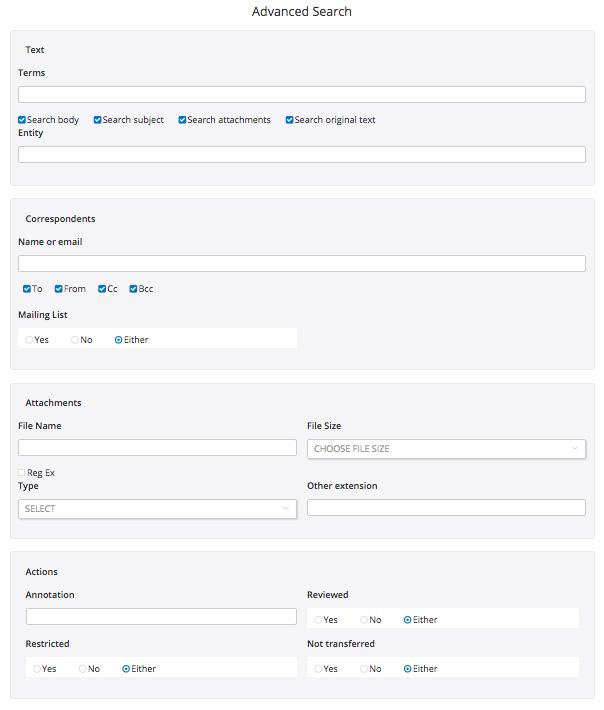 Advanced Search
Text
Terms
Search body Search subject Search attachments Search original text
Entity
Correspondents
Name or email
To From Cc Bcc
Mailing List
Yes No Either
Attachments
File Name File Size
CHOOSE FILE SIZE
Reg Ex
Type Other extension
SELECT
Actions
Annotation Reviewed
Yes No Either
Restricted Not transferred
Yes No Either Yes No Either